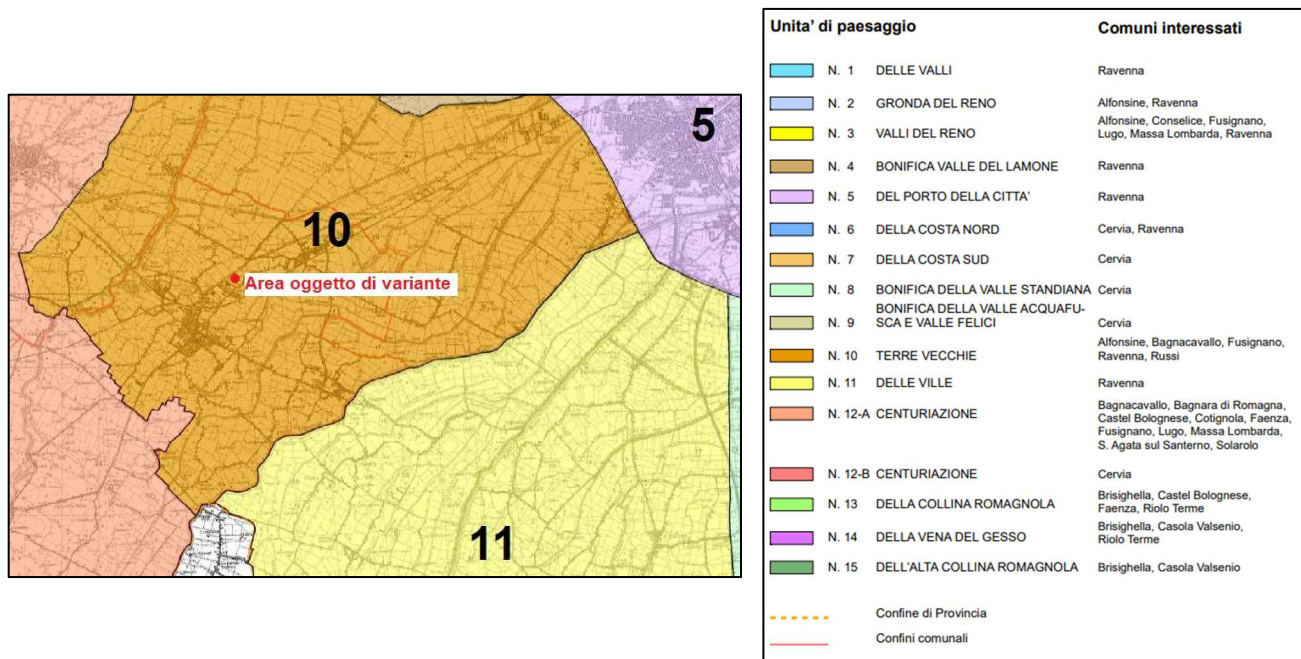 5
10
Area oggetto di variante
11
Unita' di paesaggio Comuni interessati
N. 1 DELLE VALLI Ravenna
N. 2 GRONDA DEL RENO Alfonsine, Ravenna
N. 3 VALLI DEL RENO Alfonsine, Conselice, Fusignano,
Lugo, Massa Lombarda, Ravenna
N. 4 BONIFICA VALLE DEL LAMONE Ravenna
N. 5 DEL PORTO DELLA CITTA' Ravenna
N. 6 DELLA COSTA NORD Cervia, Ravenna
N. 7 DELLA COSTA SUD Cervia
N. 8 BONIFICA DELLA VALLE STANDIANA Cervia
N. 9 BONIFICA DELLA VALLE ACQUAFU-
SCA E VALLE FELICI Cervia
N. 10 TERRE VECCHIE Alfonsine, Bagnacavallo, Fusignano,
Ravenna, Russi
N. 11 DELLE VILLE Ravenna
N. 12-A CENTURIAZIONE Bagnacavallo, Bagnara di Romagna,
Castel Bolognese, Cotignola, Faenza,
Fusignano, Lugo, Massa Lombarda,
S. Agata sul Santerno, Solarolo
N. 12-B CENTURIAZIONE Cervia
N. 13 DELLA COLLINA ROMAGNOLA Brisighella, Castel Bolognese,
Faenza, Riolo Terme
N. 14 DELLA VENA DEL GESSO Brisighella, Casola Valsenio,
Riolo Terme
N. 15 DELL'ALTA COLLINA ROMAGNOLA Brisighella, Casola Valsenio
Confine di Provincia
Confini comunali